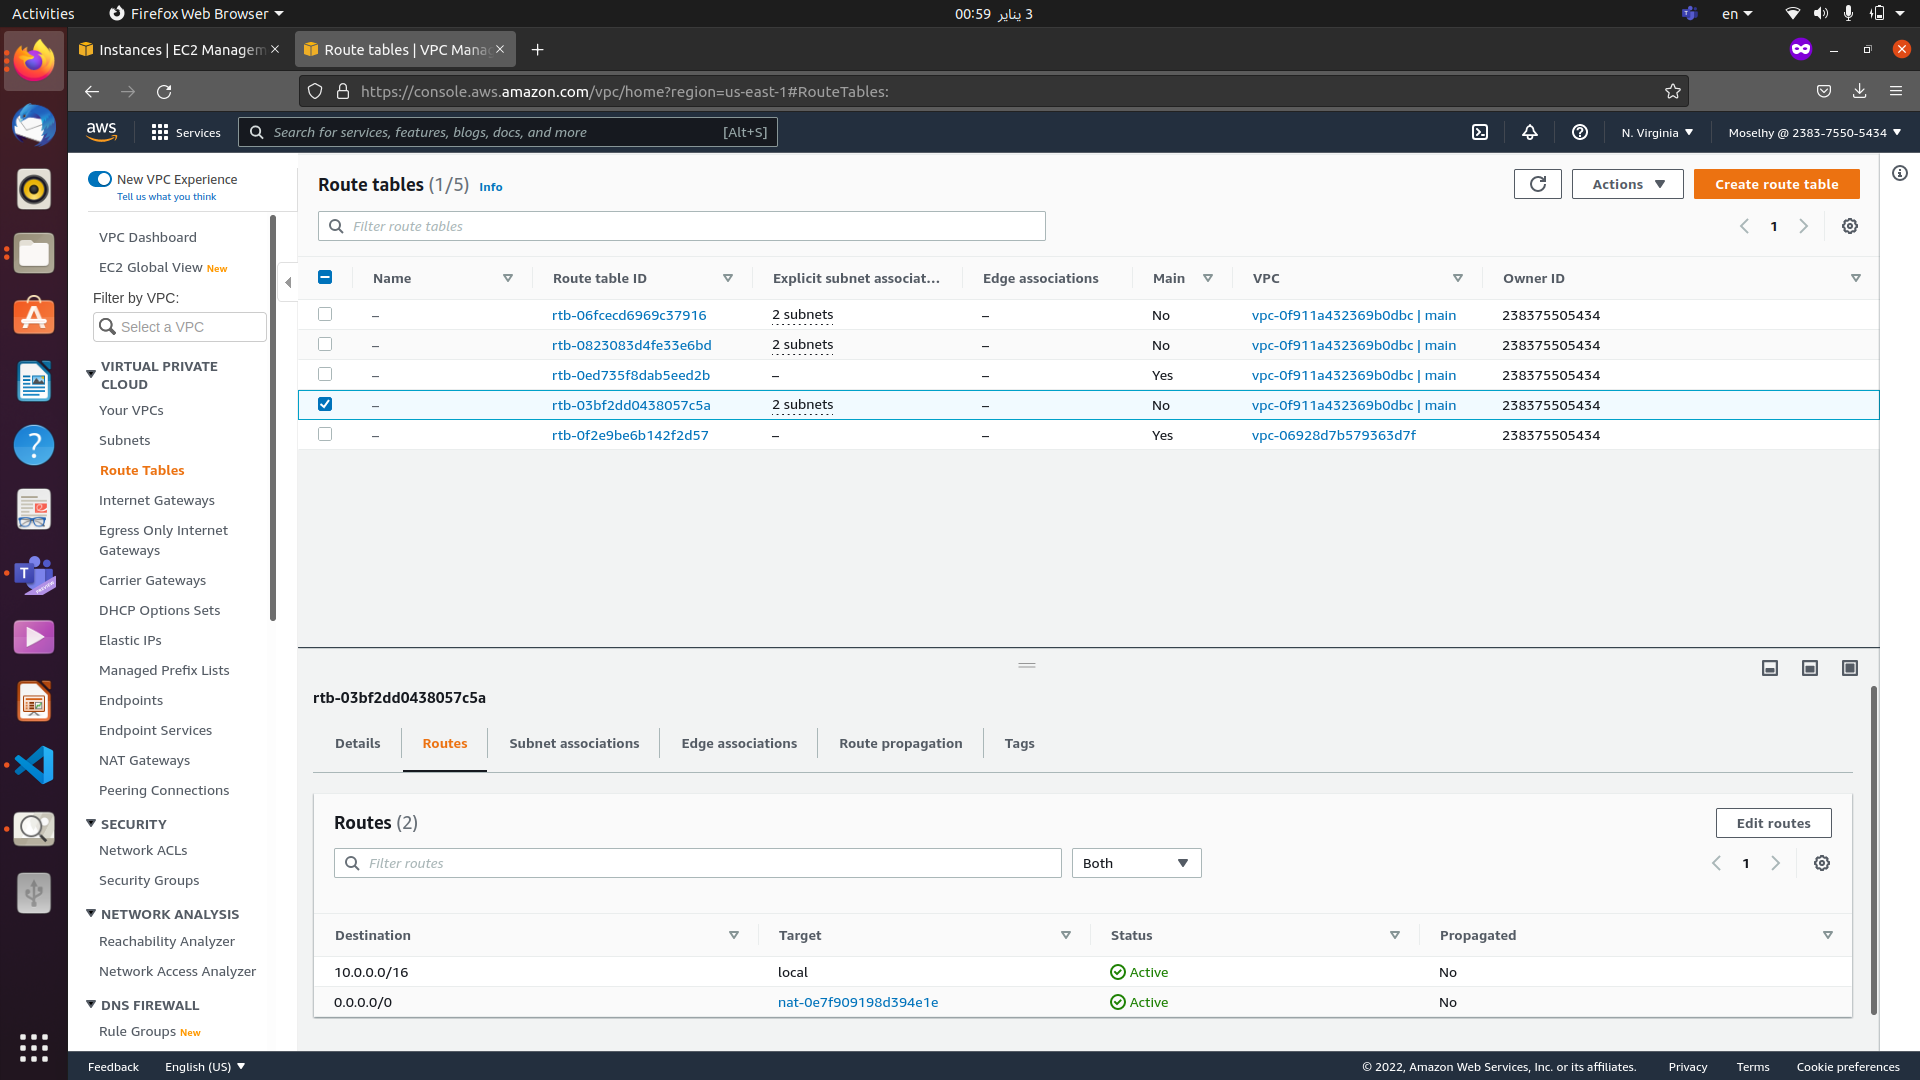 Activities
Firefox Web Browser
3 يناير 00:59
en
Instances | EC2 Managem
Route tables | VPC Mana
https://console.aws.amazon.com/vpc/home?region=us-east-1#RouteTables:
aws
Services
Search for services, features, blogs, docs, and more
[Alt+S]
N. Virginia
Moselhy @ 2383-7550-5434
New VPC Experience
Tell us what you think
VPC Dashboard
EC2 Global View New
Filter by VPC:
Select a VPC
VIRTUAL PRIVATE
CLOUD
Your VPCs
Subnets
Route Tables
Internet Gateways
Egress Only Internet
Gateways
Carrier Gateways
DHCP Options Sets
Elastic IPs
Managed Prefix Lists
Endpoints
Endpoint Services
NAT Gateways
Peering Connections
SECURITY
Network ACLs
Security Groups
NETWORK ANALYSIS
Reachability Analyzer
Network Access Analyzer
DNS FIREWALL
Rule Groups New
Route tables (1/5) Info
Actions
Create route table
Filter route tables
1
Name Route table ID Explicit subnet associat... Edge associations Main VPC Owner ID
– rtb-06fcecd6969c37916 2 subnets – No vpc-0f911a432369b0dbc | main 238375505434
– rtb-0823083d4fe33e6bd 2 subnets – No vpc-0f911a432369b0dbc | main 238375505434
– rtb-0ed735f8dab5eed2b – – Yes vpc-0f911a432369b0dbc | main 238375505434
– rtb-03bf2dd0438057c5a 2 subnets – No vpc-0f911a432369b0dbc | main 238375505434
– rtb-0f2e9be6b142f2d57 – – Yes vpc-06928d7b579363d7f 238375505434
rtb-03bf2dd0438057c5a
Details Routes Subnet associations Edge associations Route propagation Tags
Routes (2)
Edit routes
Filter routes
Both
1
Destination Target Status Propagated
10.0.0.0/16 local Active No
0.0.0.0/0 nat-0e7f909198d394e1e Active No
Feedback
English (US)
© 2022, Amazon Web Services, Inc. or its affiliates.
Privacy
Terms
Cookie preferences